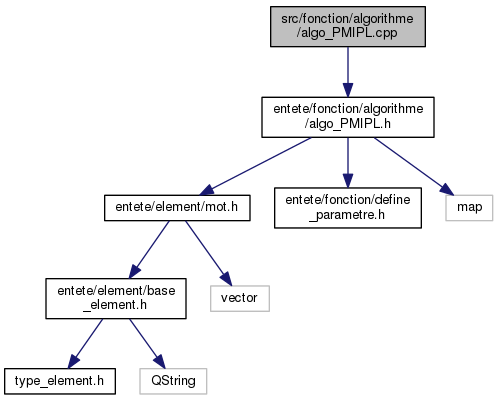 src/fonction/algorithme
/algo_PMIPL.cpp
entete/fonction/algorithme
/algo_PMIPL.h
entete/element/mot.h
entete/fonction/define
_parametre.h
map
entete/element/base
_element.h
vector
type_element.h
QString